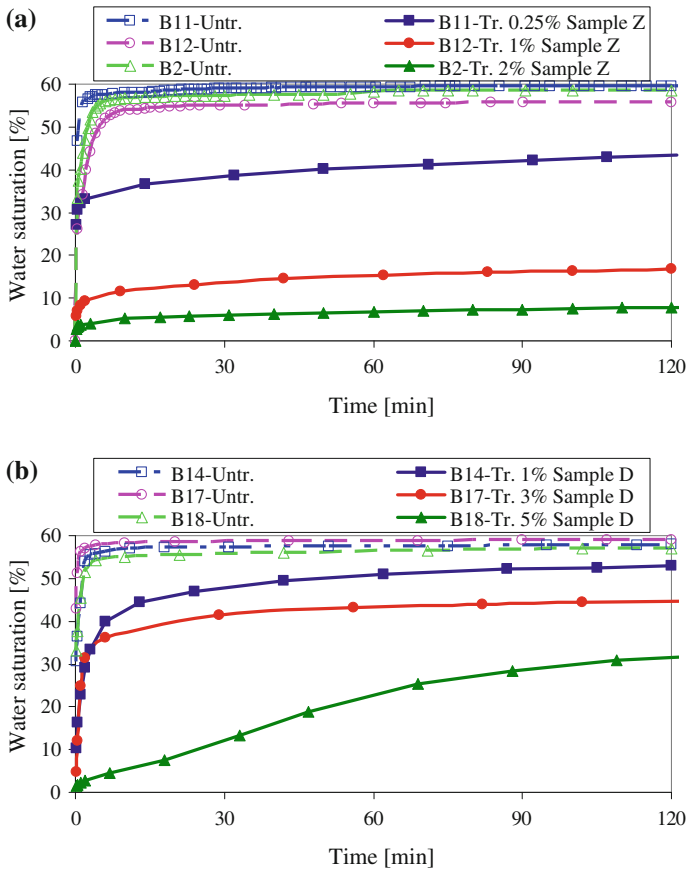 (a)
B11-Untr.
B12-Untr.
B2-Untr.
B11-Tr. 0.25% Sample Z
B12-Tr. 1% Sample Z
B2-Tr. 2% Sample Z
Water saturation [%]
60
50
40
30
20
10
0
0 30 60 90 120
Time [min]
(b)
B14-Untr.
B17-Untr.
B18-Untr.
B14-Tr. 1% Sample D
B17-Tr. 3% Sample D
B18-Tr. 5% Sample D
Water saturation [%]
60
50
40
30
20
10
0
0 30 60 90 120
Time [min]